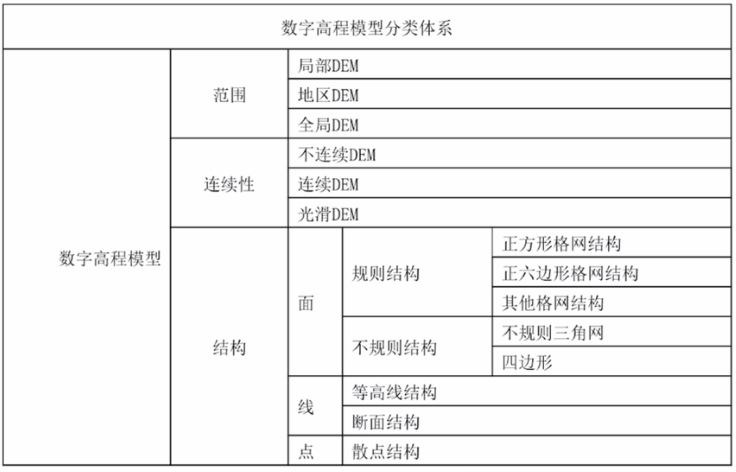 数字高程模型分类体系
数字高程模型
范围
局部DEM
地区DEM
全局DEM
连续性
不连续DEM
连续DEM
光滑DEM
结构
面
规则结构
正方形格网结构
正六边形格网结构
其他格网结构
不规则结构
不规则三角网
四边形
线
等高线结构
断面结构
点
散点结构